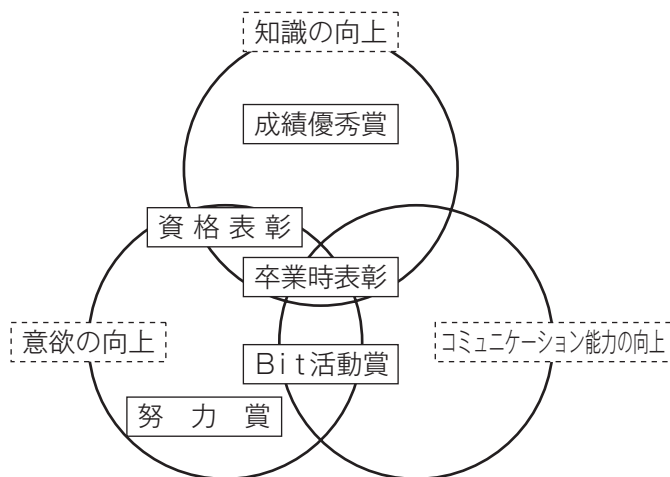 知識の向上
成績優秀賞
資格表彰
卒業時表彰
意欲の向上
コミュニケーション能力の向上
Bit活動賞
努力賞